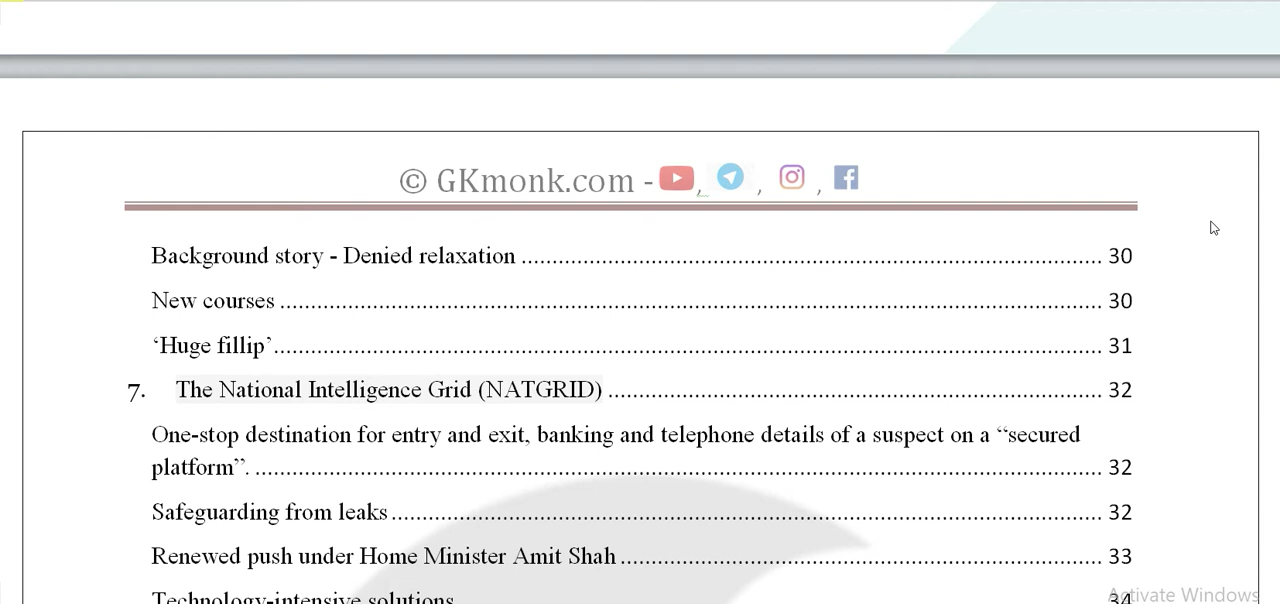 © GKmonk.com - , , ,
Background story - Denied relaxation ........................................ 30
New courses ........................................ 30
‘Huge fillip’........................................ 31
7. The National Intelligence Grid (NATGRID) ........................................ 32
One-stop destination for entry and exit, banking and telephone details of a suspect on a “secured
platform”. ........................................ 32
Safeguarding from leaks ........................................ 32
Renewed push under Home Minister Amit Shah ........................................ 33
Technology-intensive solutions ........................................ 34
Activate Windows